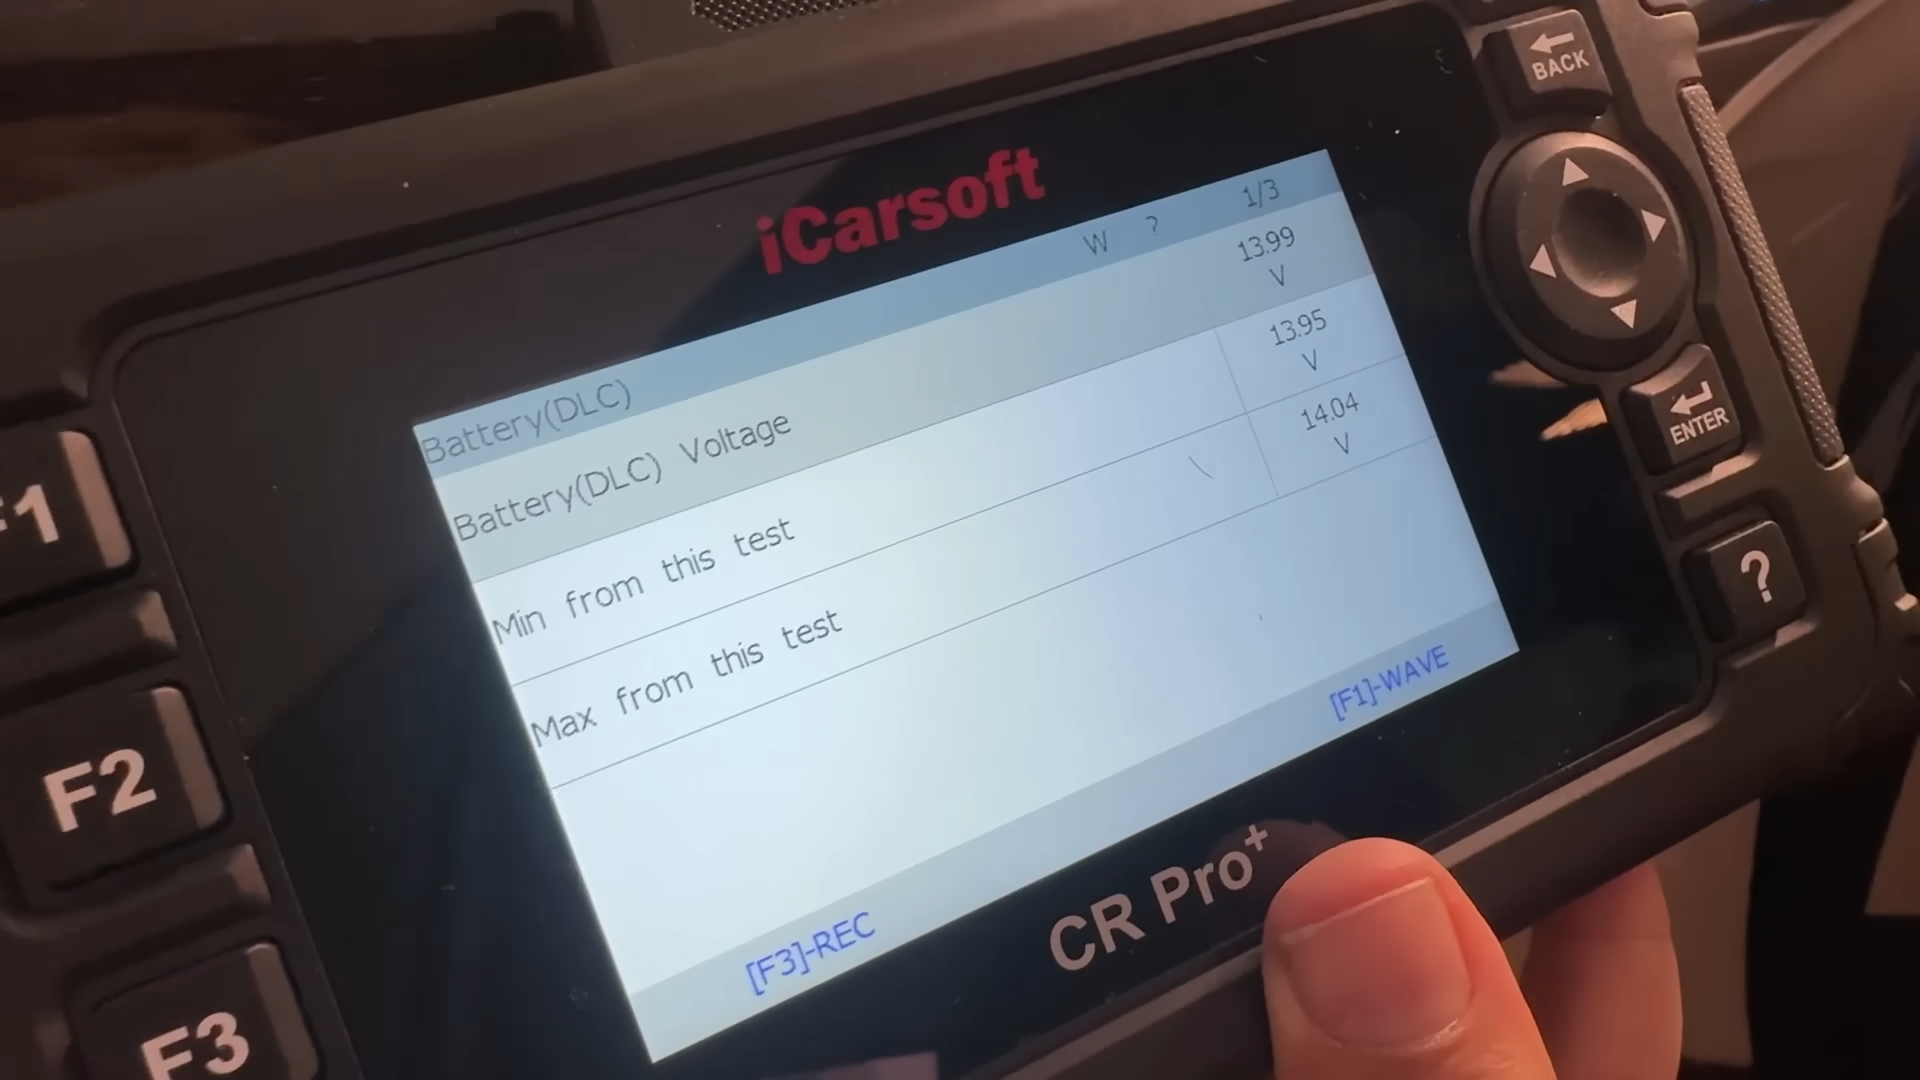 BACK
iCarsoft
W ? 1/3
Battery(DLC)
Battery(DLC) Voltage 13.99 V
Min from this test 13.95 V
Max from this test 14.04 V
[F3]-REC [F1]-WAVE
CR Pro+
ENTER
?
F1
F2
F3